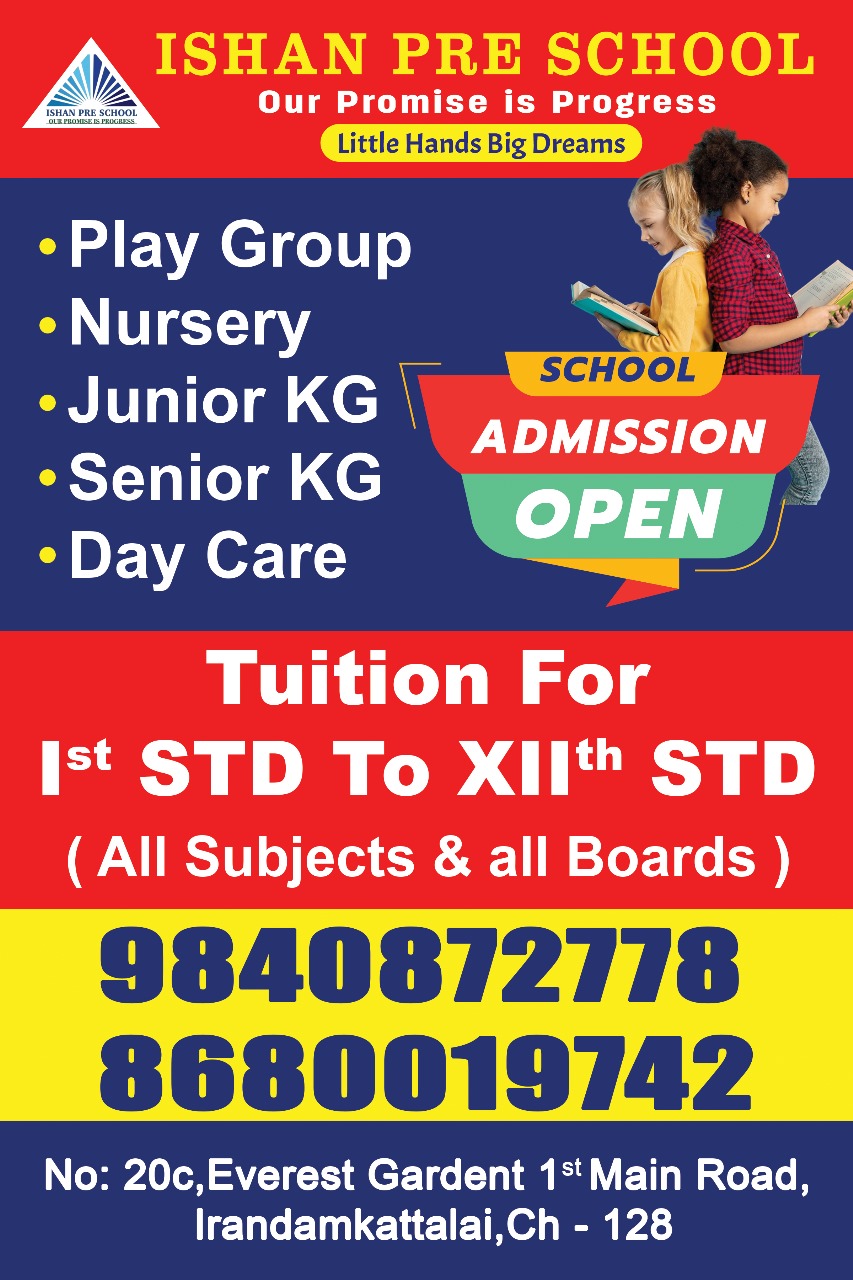 ISHAN PRE SCHOOL
Our Promise is Progress
Little Hands Big Dreams
ISHAN PRE SCHOOL
OUR PROMISE IS PROGRESS
• Play Group
• Nursery
• Junior KG
• Senior KG
• Day Care
SCHOOL
ADMISSION
OPEN
Tuition For
Ist STD To XIIth STD
( All Subjects & all Boards )
9840872778
8680019742
No: 20c,Everest Gardent 1st Main Road,
Irandamkattalai,Ch - 128